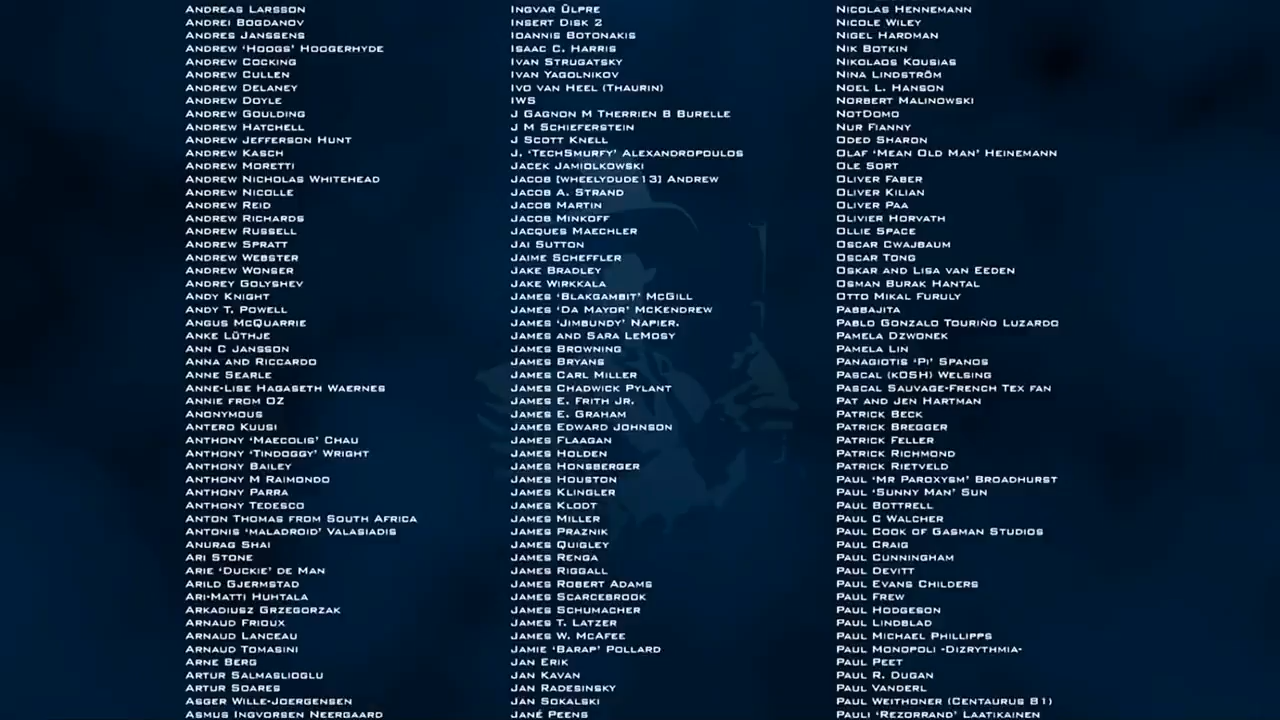 Andreas Larsson
Andrei Bogdanov
Andres Janssens
Andrew ‘Hoogs’ Hoogerhyde
Andrew Cocking
Andrew Cullen
Andrew Delaney
Andrew Doyle
Andrew Goulding
Andrew Hatchell
Andrew Jefferson Hunt
Andrew Kasch
Andrew Moretti
Andrew Nicholas Whitehead
Andrew Nicolle
Andrew Reid
Andrew Richards
Andrew Russell
Andrew Spratt
Andrew Webster
Andrew Wonser
Andrey Golyshev
Andy Knight
Andy T. Powell
Angus McQuarrie
Anke Lüthje
Ann C Jansson
Anna and Riccardo
Anne Searle
Anne-Lise Hagaseth Waernes
Annie from OZ
Anonymous
Antero Kuusi
Anthony ‘Maecolis’ Chau
Anthony ‘Tindoggy’ Wright
Anthony Bailey
Anthony M Raimondo
Anthony Parra
Anthony Tedesco
Anton Thomas from South Africa
Antonis ‘maladroid’ Valasiadis
Anurag Shai
Ari Stone
Arie ‘Duckie’ de Man
Arild Gjermstad
Ari-Matti Huhtala
Arkadiusz Grzegorzak
Arnaud Frioux
Arnaud Lanceau
Arnaud Tomasini
Arne Berg
Artur Salmaslioglu
Artur Soares
Asger Wille-Joergensen
Asmus Ingvorsen Neergaard
Ingvar Ülpre
Insert Disk 2
Ioannis Botonakis
Isaac C. Harris
Ivan Strugatsky
Ivan Yagolnikov
Ivo van Heel (Thaurin)
IWS
J Gagnon M Therrien B Burelle
J M Schieferstein
J Scott Knell
J. ‘TechSmurfy’ Alexandropoulos
Jacek Jamiolkowski
Jacob [wheelydude13] Andrew
Jacob A. Strand
Jacob Martin
Jacob Minkoff
Jacques Maechler
Jai Sutton
Jaime Scheffler
Jake Bradley
Jake Wirkkala
James ‘Blakgambit’ McGill
James ‘Da Mayor’ McKendrew
James ‘Jimbundy’ Napier.
James and Sara LeMosy
James Browning
James Bryans
James Carl Miller
James Chadwick Pylant
James E. Frith Jr.
James E. Graham
James Edward Johnson
James Flaagan
James Holden
James Honsberger
James Houston
James Klingler
James Klodt
James Miller
James Praznik
James Quigley
James Renga
James Riggall
James Robert Adams
James Scarcebrook
James Schumacher
James T. Latzer
James W. McAfee
Jamie ‘Barap’ Pollard
Jan Erik
Jan Kavan
Jan Radesinsky
Jan Sokalski
Jané Peens
Nicolas Hennemann
Nicole Wiley
Nigel Hardman
Nik Botkin
Nikolaos Kousias
Nina Lindström
Noel L. Hanson
Norbert Malinowski
NotDomo
Nur Fianny
Oded Sharon
Olaf ‘Mean Old Man’ Heinemann
Ole Sort
Oliver Faber
Oliver Kilian
Oliver Paa
Olivier Horvath
Ollie Space
Oscar Cwajbaum
Oscar Tong
Oskar and Lisa van Eeden
Osman Burak Hantal
Otto Mikal Furuly
Pabbajita
Pablo Gonzalo Touriño Luzardo
Pamela Dzwonek
Pamela Lin
Panagiotis ‘Pi’ Spanos
Pascal (kOSH) Welsing
Pascal Sauvage-French Tex fan
Pat and Jen Hartman
Patrick Beck
Patrick Bregger
Patrick Feller
Patrick Richmond
Patrick Rietveld
Paul ‘Mr Paroxysm’ Broadhurst
Paul ‘Sunny Man’ Sun
Paul Bottrell
Paul C Walcher
Paul Cook of Gasman Studios
Paul Craig
Paul Cunningham
Paul Devitt
Paul Evans Childers
Paul Frew
Paul Hodgeson
Paul Lindblad
Paul Michael Phillipps
Paul Monopoli -Dizrythmia-
Paul Peet
Paul R. Dugan
Paul Vanderl
Paul Weithoner (Centaurus B1)
Pauli ‘Rezorrand’ Laatikainen